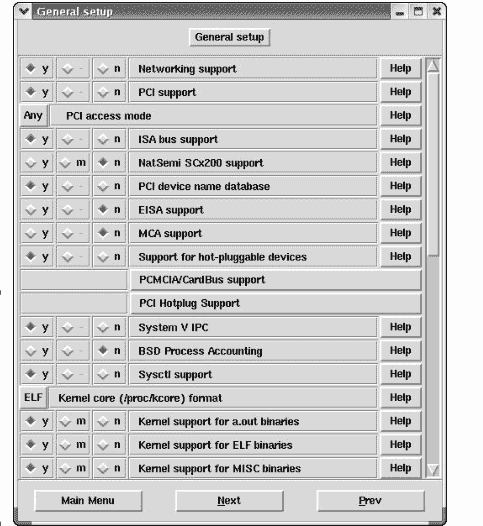 General setup
General setup
y - n Networking support Help
y - n PCI support Help
Any PCI access mode Help
y - n ISA bus support Help
y m n NatSemi SCx200 support Help
y - n PCI device name database Help
y - n EISA support Help
y - n MCA support Help
y - n Support for hot-pluggable devices Help
PCMCIA/CardBus support
PCI Hotplug Support
y - n System V IPC Help
y - n BSD Process Accounting Help
y - n Sysctl support Help
ELF Kernel core (/proc/kcore) format Help
y m n Kernel support for a.out binaries Help
y m n Kernel support for ELF binaries Help
y m n Kernel support for MISC binaries Help
Main Menu Next Prev